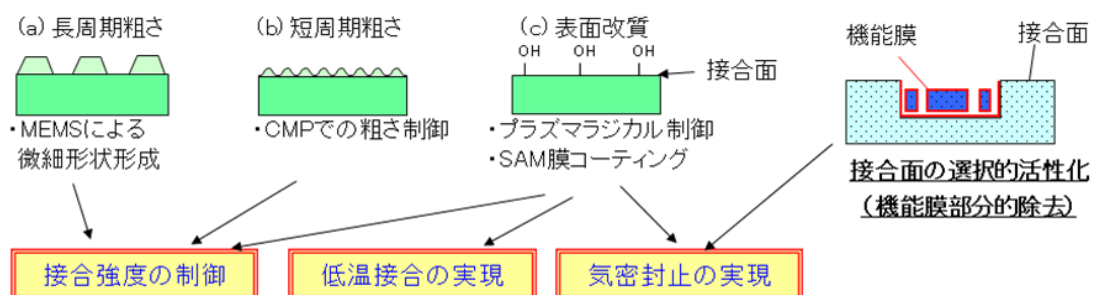 (a) 長周期粗さ
・MEMSによる
微細形状形成
(b) 短周期粗さ
・CMPでの粗さ制御
(c) 表面改質
OH OH OH
接合面
・プラズマラジカル制御
・SAM膜コーティング
機能膜
接合面
接合面の選択的活性化
(機能膜部分的除去)
接合強度の制御
低温接合の実現
気密封止の実現